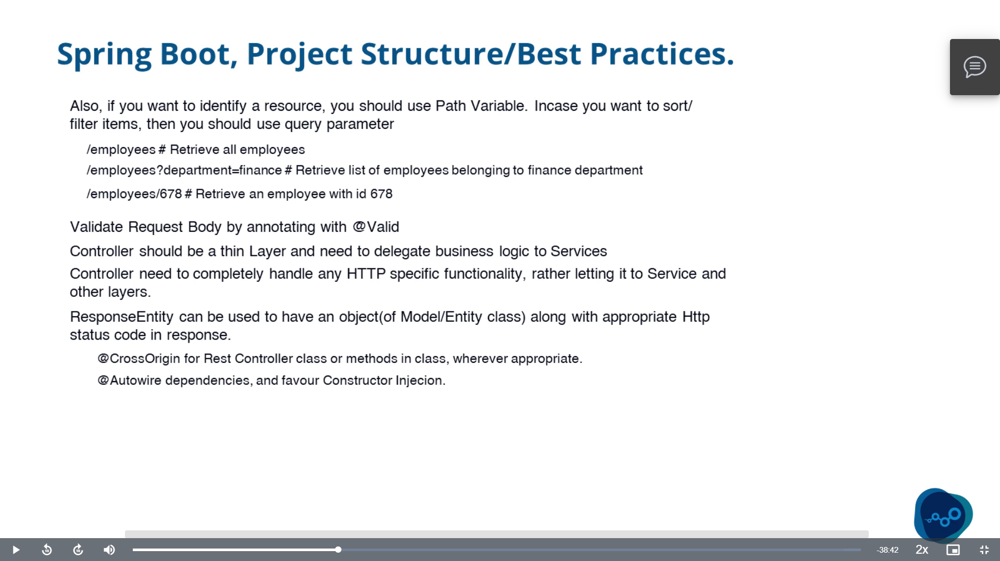 Spring Boot, Project Structure/Best Practices.
Also, if you want to identify a resource, you should use Path Variable. Incase you want to sort/
filter items, then you should use query parameter
/employees # Retrieve all employees
/employees?department=finance # Retrieve list of employees belonging to finance department
/employees/678 # Retrieve an employee with id 678
Validate Request Body by annotating with @Valid
Controller should be a thin Layer and need to delegate business logic to Services
Controller need to completely handle any HTTP specific functionality, rather letting it to Service and
other layers.
ResponseEntity can be used to have an object(of Model/Entity class) along with appropriate Http
status code in response.
@CrossOrigin for Rest Controller class or methods in class, wherever appropriate.
@Autowire dependencies, and favour Constructor Injecion.
10 10 -38:42 2x